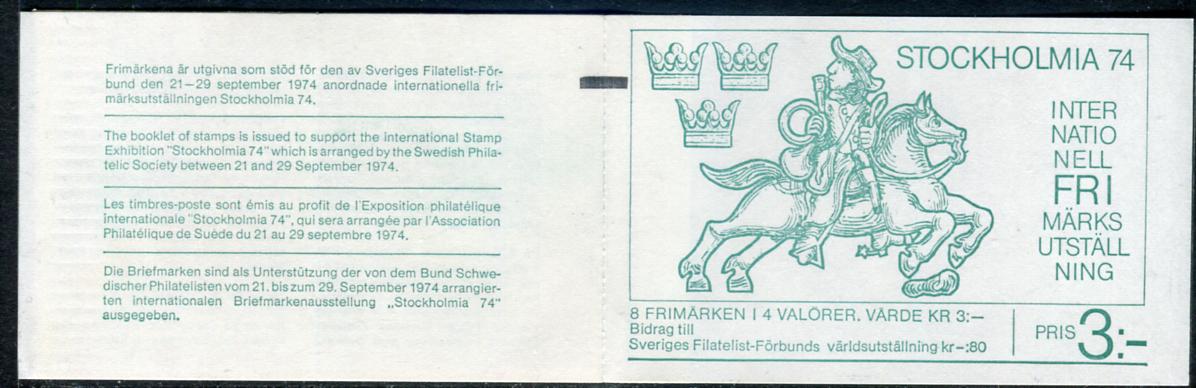 Frimärkena är utgivna som stöd för den av Sveriges Filatelist-För-
bund den 21—29 september 1974 anordnade internationella fri-
märksutställningen Stockholmia 74.
The booklet of stamps is issued to support the international Stamp
Exhibition "Stockholmia 74" which is arranged by the Swedish Phila-
telic Society between 21 and 29 September 1974.
Les timbres-poste sont émis au profit de l'Exposition philatélique
internationale "Stockholmia 74", qui sera arrangée par l'Association
Philatélique de Suède du 21 au 29 septembre 1974.
Die Briefmarken sind als Unterstützung der von dem Bund Schwe-
discher Philatelisten vom 21. bis zum 29. September 1974 arrangier-
ten internationalen Briefmarkenausstellung „Stockholmia 74"
ausgegeben.
STOCKHOLMIA 74
INTER
NATIO
NELL
FRI
MÄRKS
UTSTÄLL
NING
8 FRIMÄRKEN I 4 VALÖRER. VÄRDE KR 3:—
Bidrag till
Sveriges Filatelist-Förbunds världsutställning kr–:80
PRIS 3:-